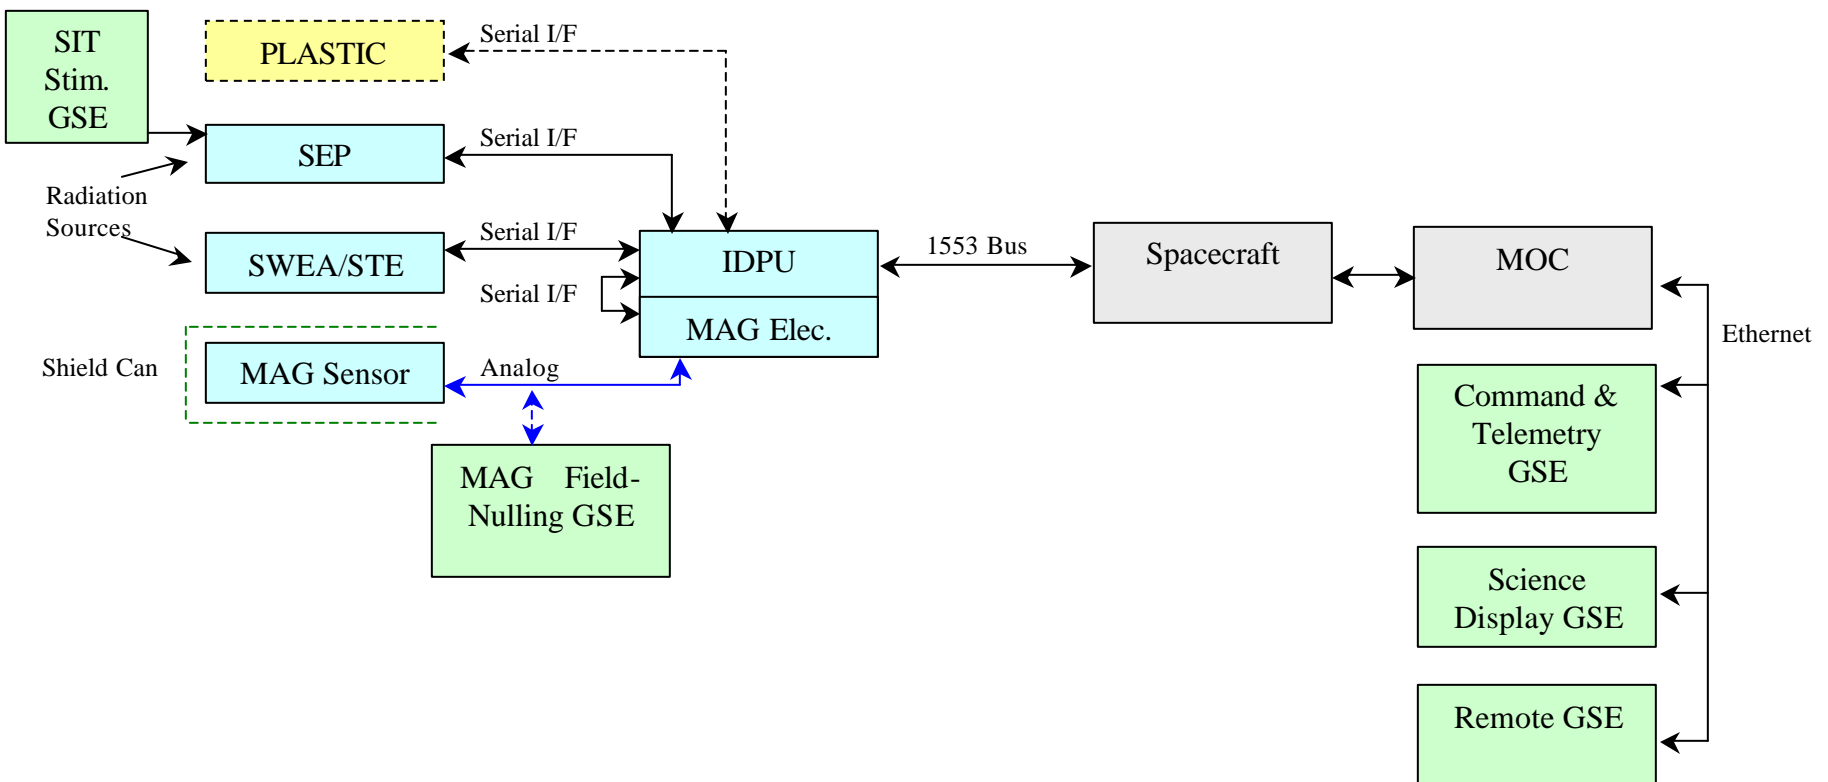 SIT
Stim.
GSE
PLASTIC
Serial I/F
SEP
Serial I/F
Radiation
Sources
SWEA/STE
Serial I/F
Serial I/F
IDPU
MAG Elec.
1553 Bus
Spacecraft
MOC
Ethernet
Shield Can
MAG Sensor
Analog
MAG Field-
Nulling GSE
Command &
Telemetry
GSE
Science
Display GSE
Remote GSE